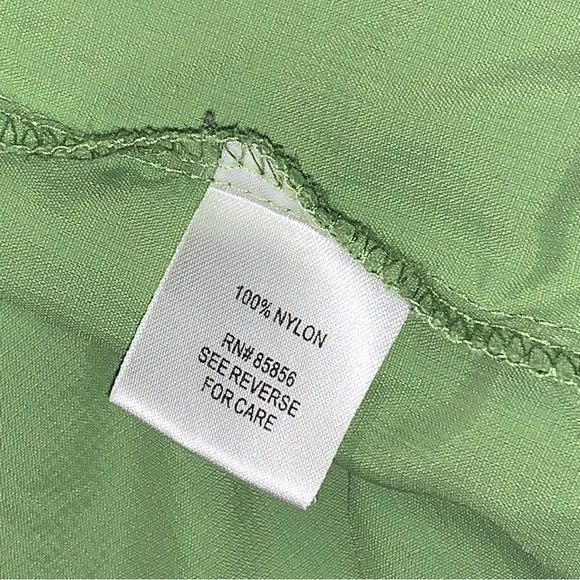 100% NYLON
RN# 85856
SEE REVERSE
FOR CARE